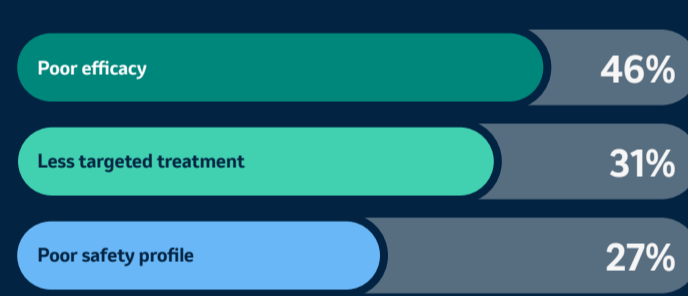 Poor efficacy 46%
Less targeted treatment 31%
Poor safety profile 27%